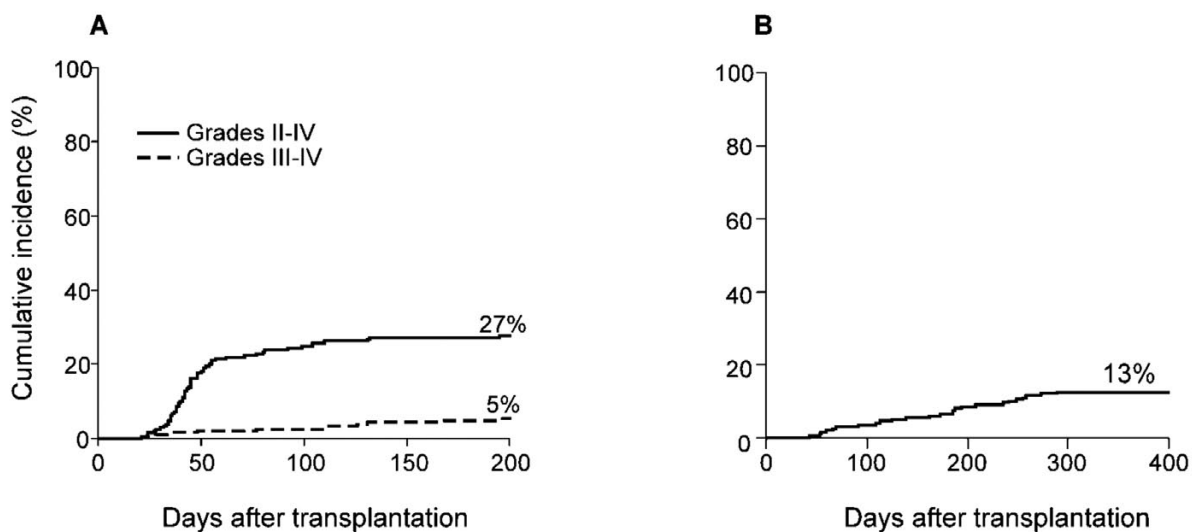 A
Cumulative incidence (%)
100
80
60
40
20
0
Grades II-IV
Grades III-IV
27%
5%
0 50 100 150 200
Days after transplantation
B
100
80
60
40
20
0
13%
0 100 200 300 400
Days after transplantation